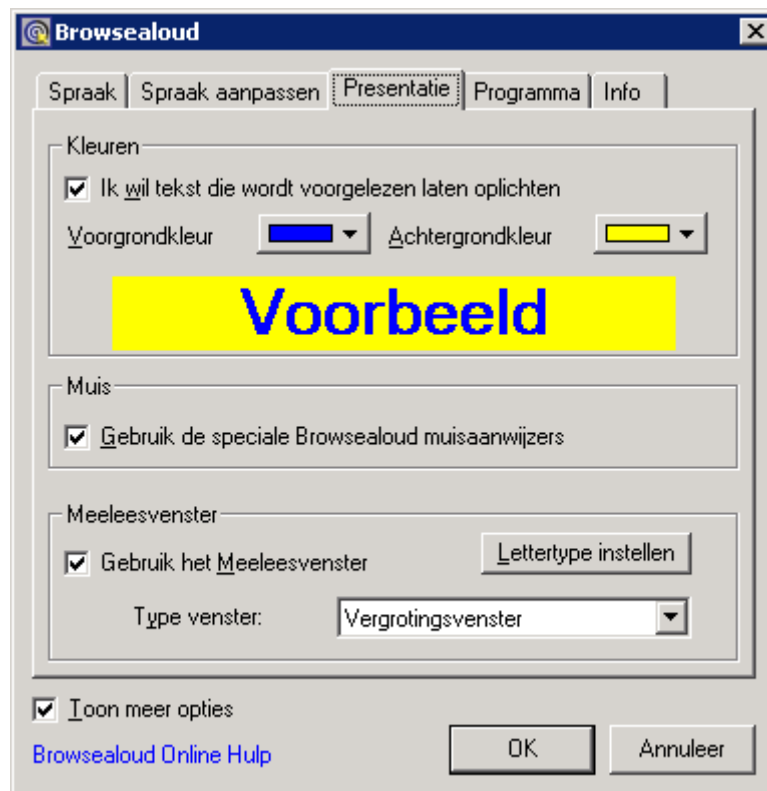 Browsealoud
Spraak Spraak aanpassen Presentatie Programma Info
Kleuren
Ik wil tekst die wordt voorgelezen laten oplichten
Voorgrondkleur Achtergrondkleur
Voorbeeld
Muis
Gebruik de speciale Browsealoud muisaanwijzers
Meeleesvenster
Gebruik het Meeleesvenster Lettertype instellen
Type venster: Vergrotingsvenster
Toon meer opties
Browsealoud Online Hulp OK Annuleer